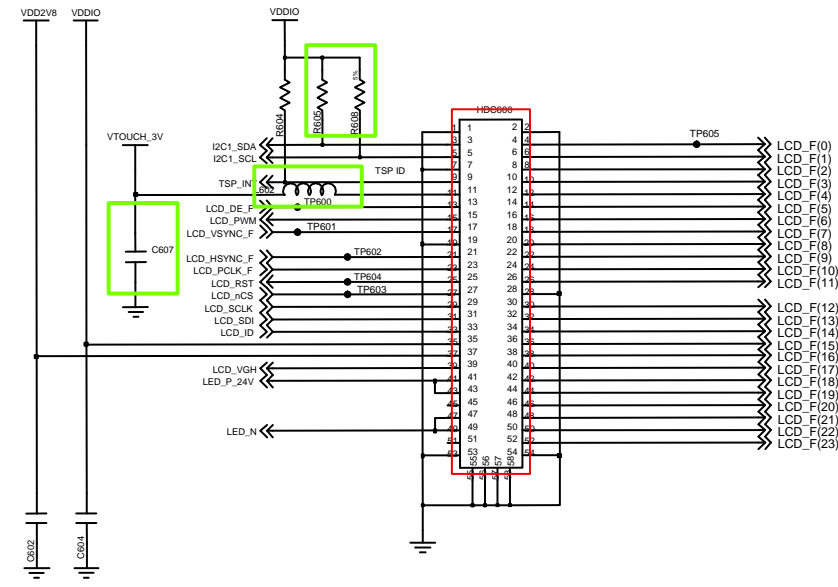 VDD2V8
VDDIO
VDDIO
5%
R604
R605
R608
HDC600
VTOUCH_3V
I2C1_SDA
I2C1_SCL
TSP_INT
TSP ID
LCD_DE_F
TP600
LCD_PWM
LCD_VSYNC_F
TP601
C607
LCD_HSYNC_F
TP602
LCD_PCLK_F
LCD_RST
TP604
LCD_nCS
TP603
LCD_SCLK
LCD_SDI
LCD_ID
LCD_VGH
LED_P_24V
LED_N
1 2
3 4
5 6
7 8
9 10
11 12
13 14
15 16
17 18
19 20
21 22
23 24
25 26
27 28
29 30
31 32
33 34
35 36
37 38
39 40
41 42
43 44
45 46
47 48
49 50
51 52
53 54
55 56 57 58
TP605
LCD_F(0)
LCD_F(1)
LCD_F(2)
LCD_F(3)
LCD_F(4)
LCD_F(5)
LCD_F(6)
LCD_F(7)
LCD_F(8)
LCD_F(9)
LCD_F(10)
LCD_F(11)
LCD_F(12)
LCD_F(13)
LCD_F(14)
LCD_F(15)
LCD_F(16)
LCD_F(17)
LCD_F(18)
LCD_F(19)
LCD_F(20)
LCD_F(21)
LCD_F(22)
LCD_F(23)
C602
C604